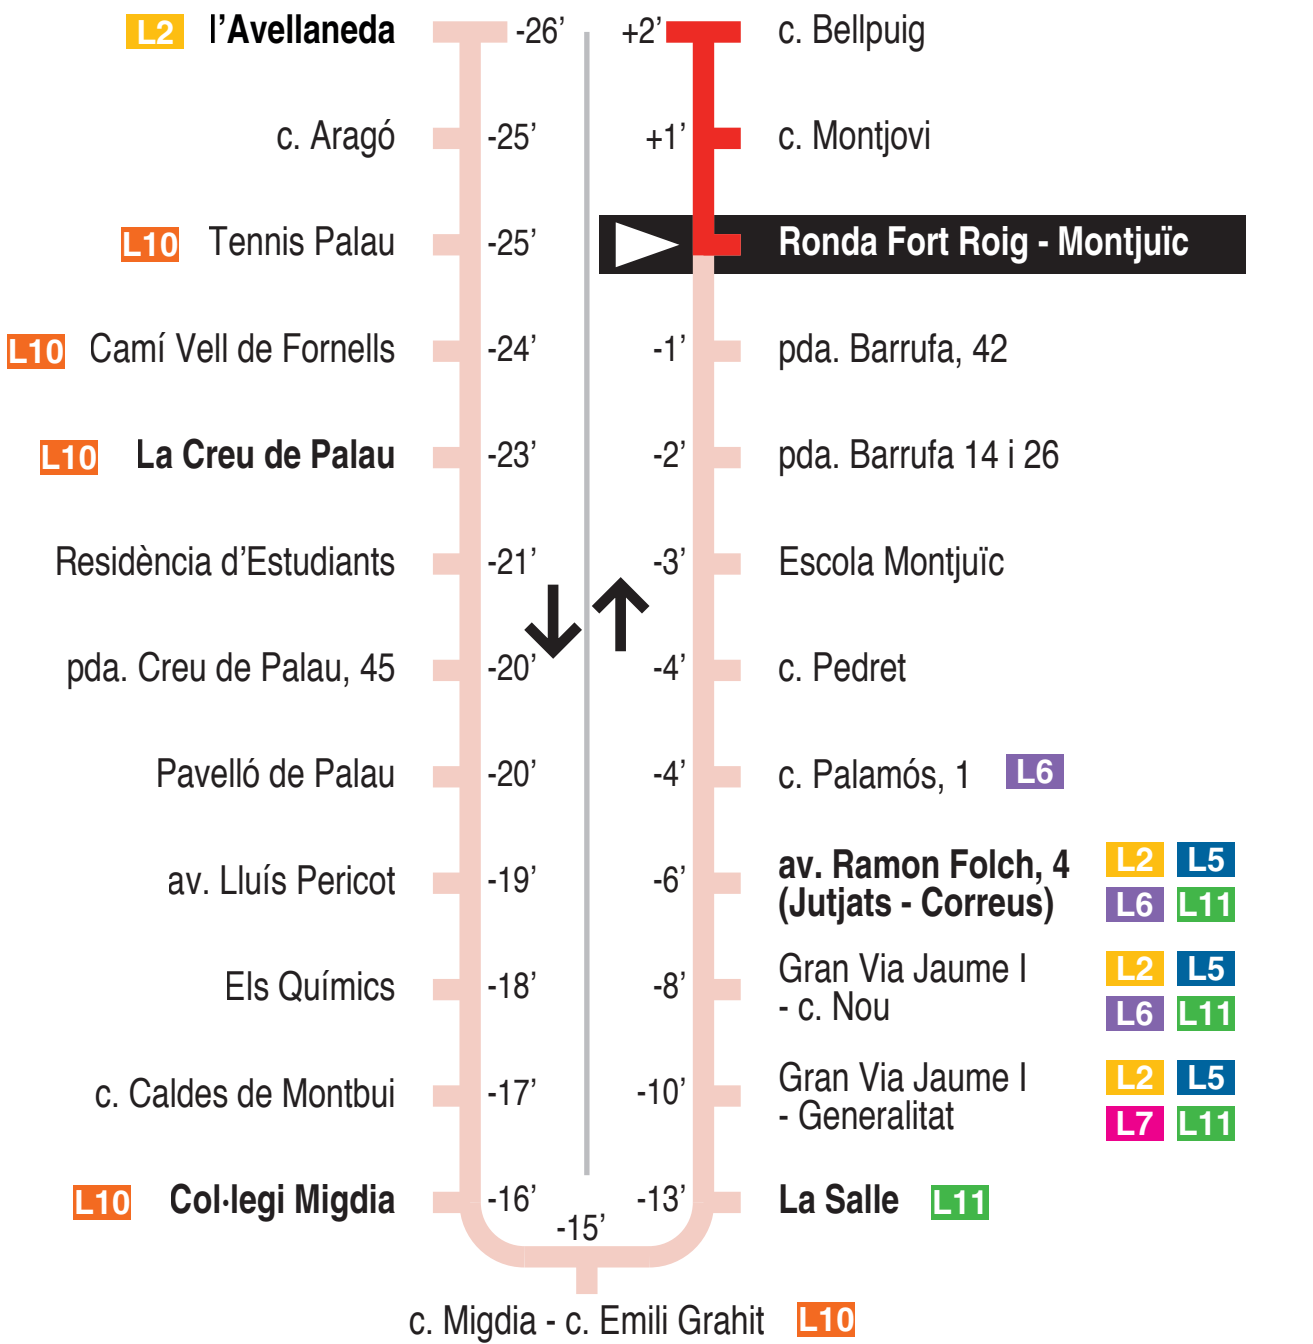 L2 l’Avellaneda -26’ +2’ c. Bellpuig
c. Aragó -25’ +1’ c. Montjovi
L10 Tennis Palau -25’ Ronda Fort Roig - Montjuïc
L10 Camí Vell de Fornells -24’ -1’ pda. Barrufa, 42
L10 La Creu de Palau -23’ -2’ pda. Barrufa 14 i 26
Residència d’Estudiants -21’ -3’ Escola Montjuïc
pda. Creu de Palau, 45 -20’ -4’ c. Pedret
Pavelló de Palau -20’ -4’ c. Palamós, 1 L6
av. Lluís Pericot -19’ -6’ av. Ramon Folch, 4 L2 L5
(Jutjats - Correus) L6 L11
Els Químics -18’ -8’ Gran Via Jaume I L2 L5
- c. Nou L6 L11
c. Caldes de Montbui -17’ -10’ Gran Via Jaume I L2 L5
- Generalitat L7 L11
L10 Col·legi Migdia -16’ -13’ La Salle L11
-15’
c. Migdia - c. Emili Grahit L10